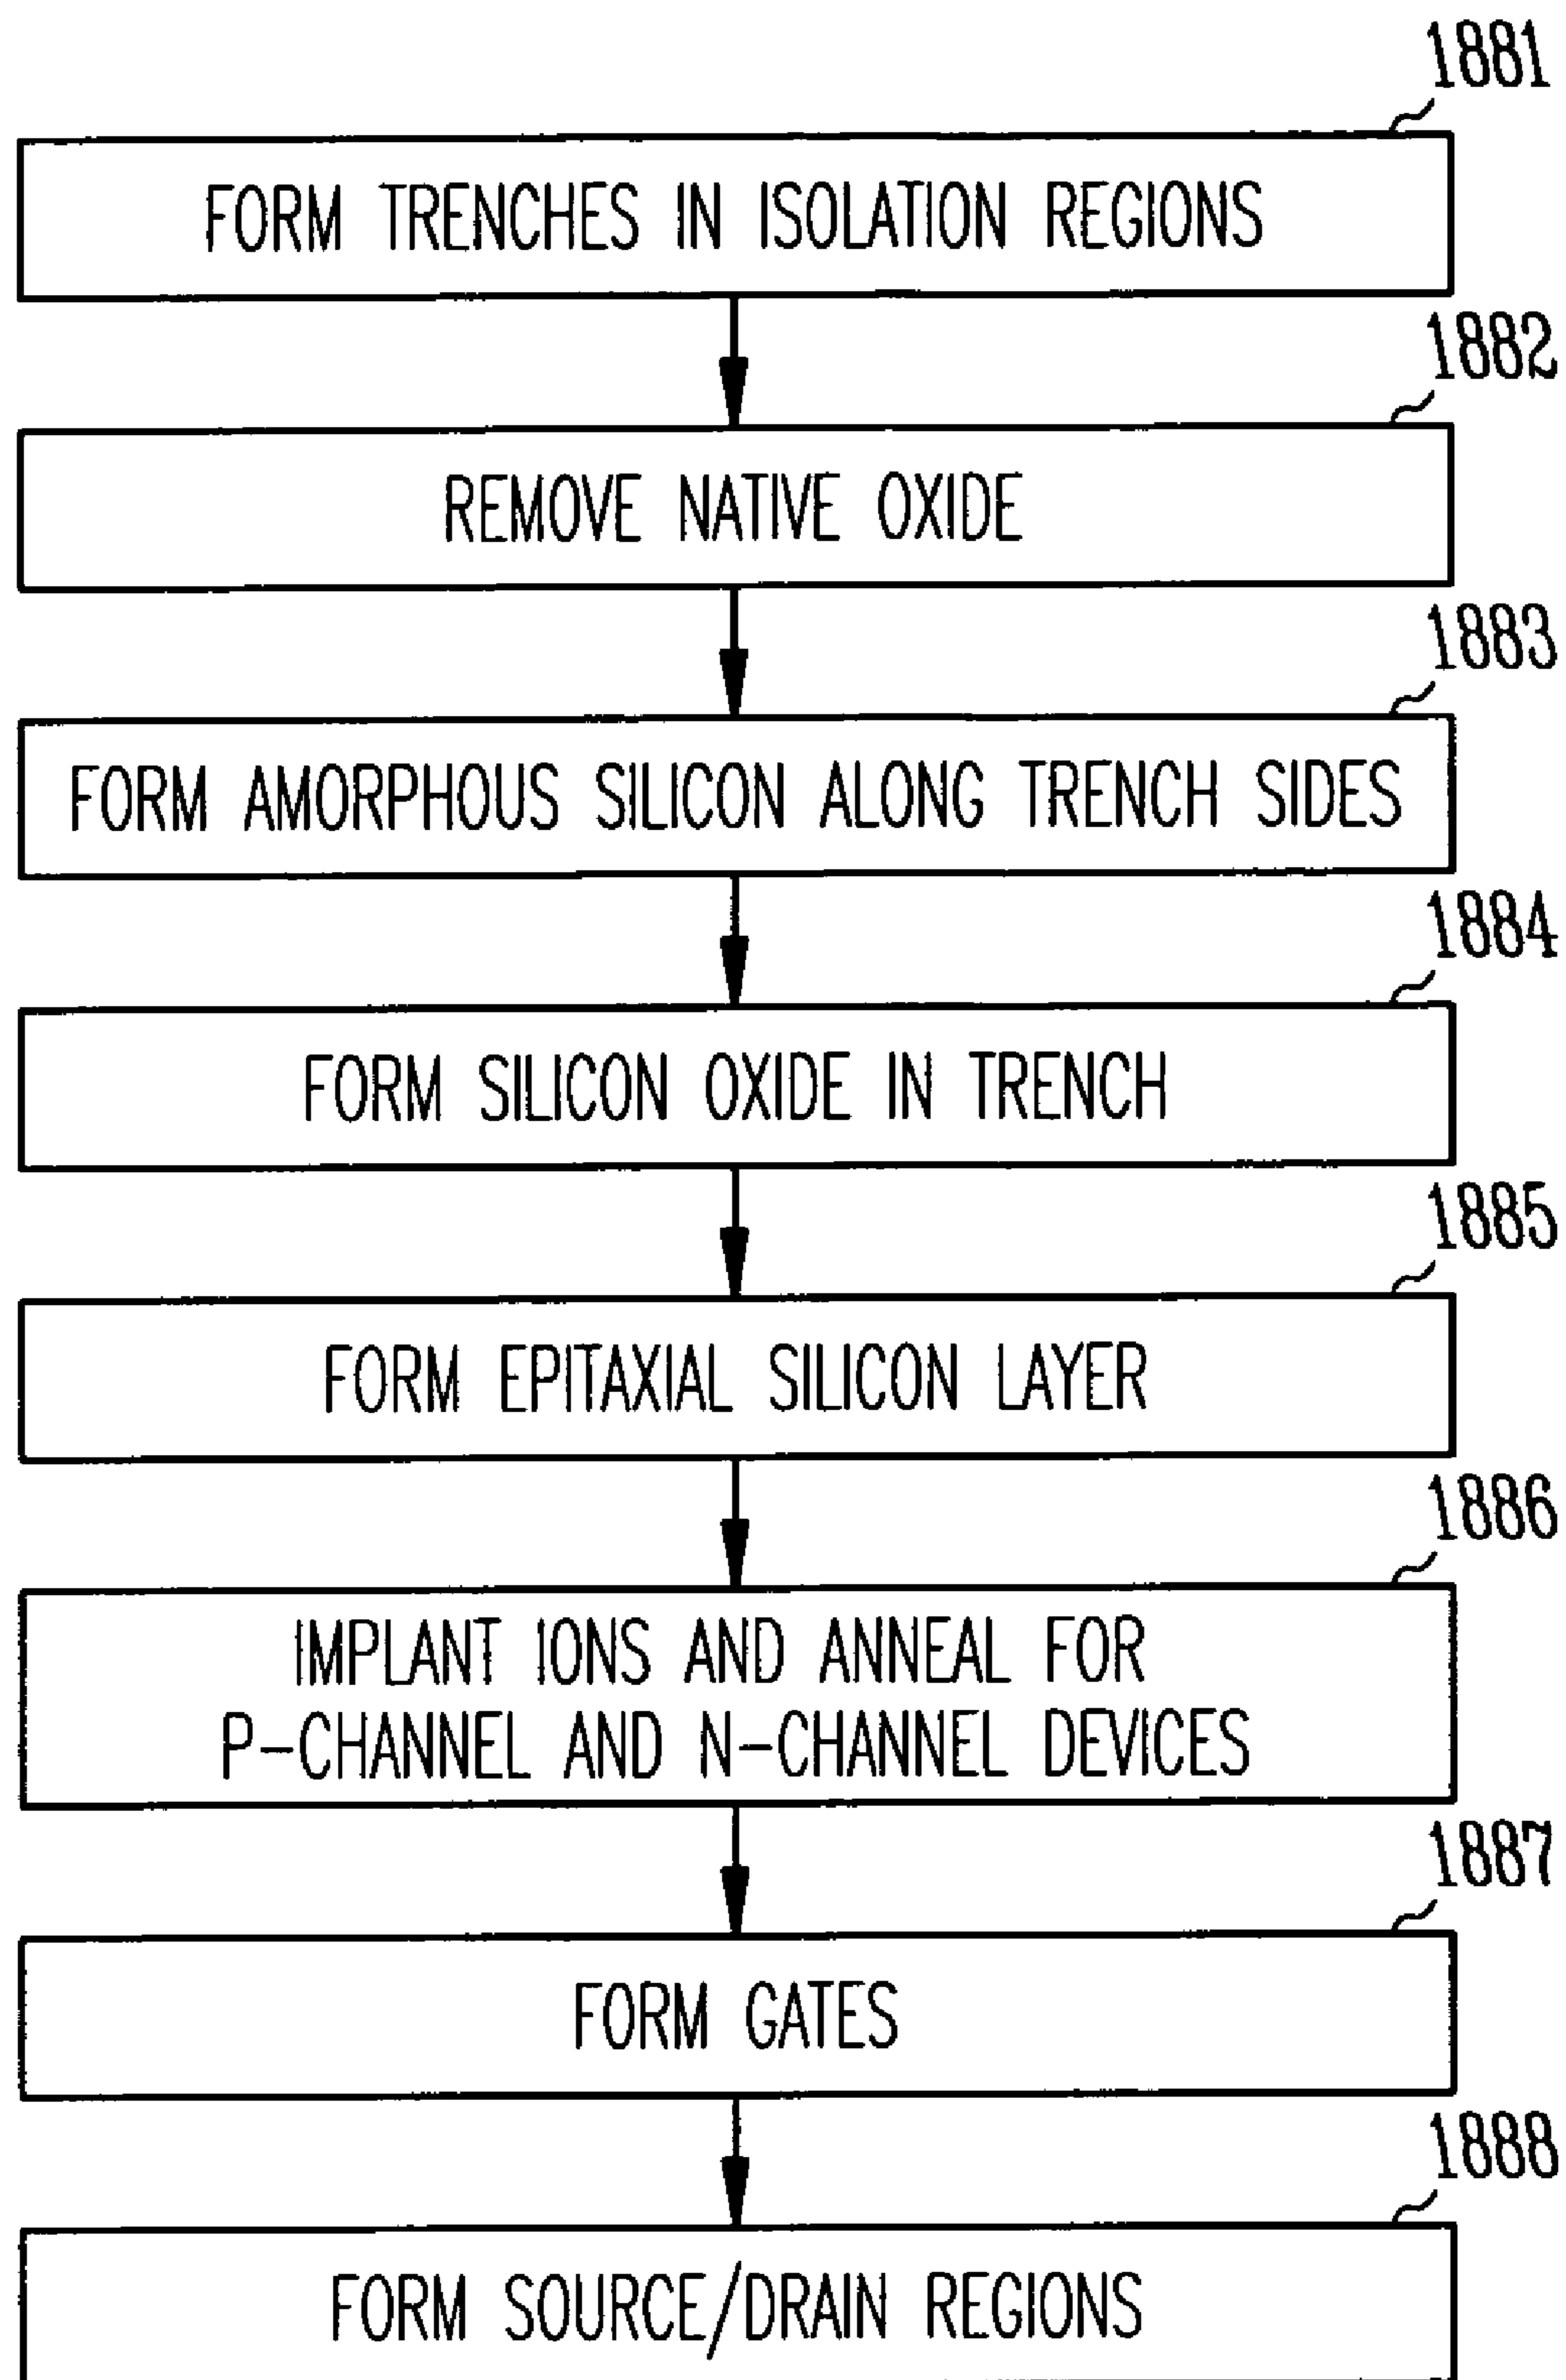 1881
FORM TRENCHES IN ISOLATION REGIONS
1882
REMOVE NATIVE OXIDE
1883
FORM AMORPHOUS SILICON ALONG TRENCH SIDES
1884
FORM SILICON OXIDE IN TRENCH
1885
FORM EPITAXIAL SILICON LAYER
1886
IMPLANT IONS AND ANNEAL FOR
P-CHANNEL AND N-CHANNEL DEVICES
1887
FORM GATES
1888
FORM SOURCE/DRAIN REGIONS